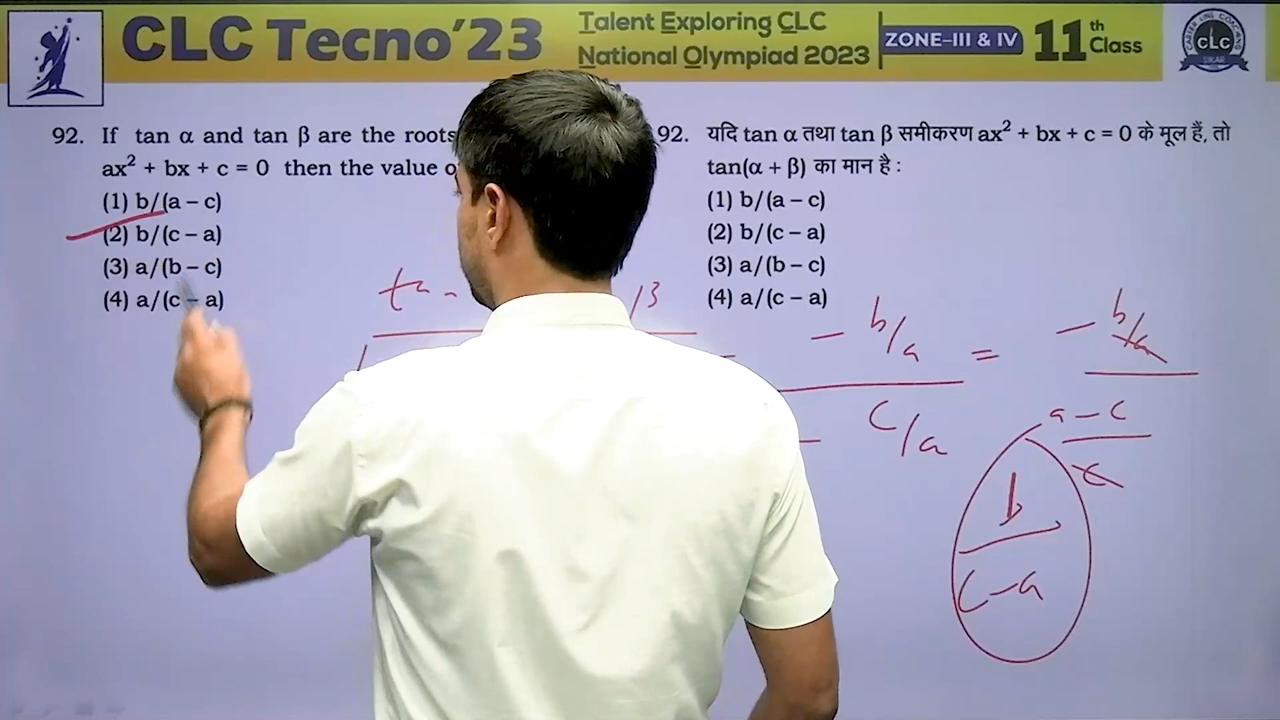 CLC Tecno'23
Talent Exploring CLC
National Olympiad 2023
ZONE–III & IV
11th Class
CLC
SIKAR
92. If tan α and tan β are the roots
ax² + bx + c = 0 then the value
(1) b/(a – c)
(2) b/(c – a)
(3) a/(b – c)
(4) a/(c – a)
92. यदि tan α तथा tan β समीकरण ax² + bx + c = 0 के मूल हैं, तो
tan(α + β) का मान है :
(1) b/(a – c)
(2) b/(c – a)
(3) a/(b – c)
(4) a/(c – a)
– b/a = – b/a
c/a
a – c
b
c – a